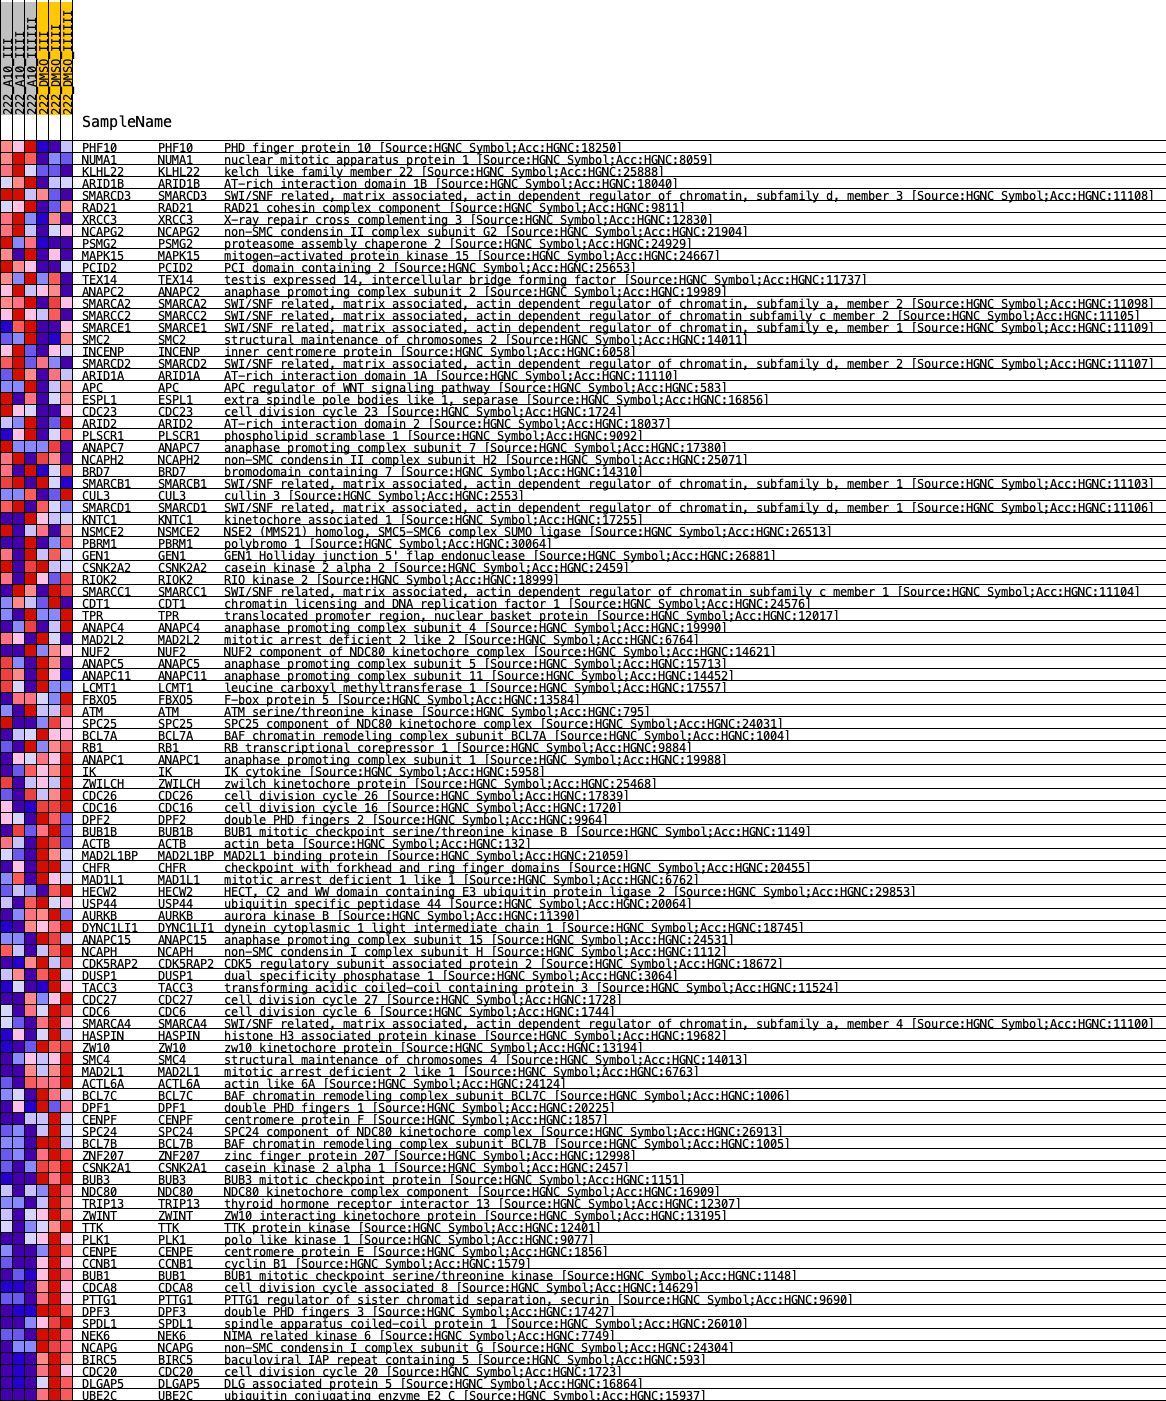 222_A10_III
222_A10_IIII
222_A10_IIIIII
222_DMSO_III
222_DMSO_IIII
222_DMSO_IIIIII
SampleName
PHF10 PHF10 PHD finger protein 10 [Source:HGNC Symbol;Acc:HGNC:18250]
NUMA1 NUMA1 nuclear mitotic apparatus protein 1 [Source:HGNC Symbol;Acc:HGNC:8059]
KLHL22 KLHL22 kelch like family member 22 [Source:HGNC Symbol;Acc:HGNC:25888]
ARID1B ARID1B AT-rich interaction domain 1B [Source:HGNC Symbol;Acc:HGNC:18040]
SMARCD3 SMARCD3 SWI/SNF related, matrix associated, actin dependent regulator of chromatin, subfamily d, member 3 [Source:HGNC Symbol;Acc:HGNC:11108]
RAD21 RAD21 RAD21 cohesin complex component [Source:HGNC Symbol;Acc:HGNC:9811]
XRCC3 XRCC3 X-ray repair cross complementing 3 [Source:HGNC Symbol;Acc:HGNC:12830]
NCAPG2 NCAPG2 non-SMC condensin II complex subunit G2 [Source:HGNC Symbol;Acc:HGNC:21904]
PSMG2 PSMG2 proteasome assembly chaperone 2 [Source:HGNC Symbol;Acc:HGNC:24929]
MAPK15 MAPK15 mitogen-activated protein kinase 15 [Source:HGNC Symbol;Acc:HGNC:24667]
PCID2 PCID2 PCI domain containing 2 [Source:HGNC Symbol;Acc:HGNC:25653]
TEX14 TEX14 testis expressed 14, intercellular bridge forming factor [Source:HGNC Symbol;Acc:HGNC:11737]
ANAPC2 ANAPC2 anaphase promoting complex subunit 2 [Source:HGNC Symbol;Acc:HGNC:19989]
SMARCA2 SMARCA2 SWI/SNF related, matrix associated, actin dependent regulator of chromatin, subfamily a, member 2 [Source:HGNC Symbol;Acc:HGNC:11098]
SMARCC2 SMARCC2 SWI/SNF related, matrix associated, actin dependent regulator of chromatin subfamily c member 2 [Source:HGNC Symbol;Acc:HGNC:11105]
SMARCE1 SMARCE1 SWI/SNF related, matrix associated, actin dependent regulator of chromatin, subfamily e, member 1 [Source:HGNC Symbol;Acc:HGNC:11109]
SMC2 SMC2 structural maintenance of chromosomes 2 [Source:HGNC Symbol;Acc:HGNC:14011]
INCENP INCENP inner centromere protein [Source:HGNC Symbol;Acc:HGNC:6058]
SMARCD2 SMARCD2 SWI/SNF related, matrix associated, actin dependent regulator of chromatin, subfamily d, member 2 [Source:HGNC Symbol;Acc:HGNC:11107]
ARID1A ARID1A AT-rich interaction domain 1A [Source:HGNC Symbol;Acc:HGNC:11110]
APC APC APC regulator of WNT signaling pathway [Source:HGNC Symbol;Acc:HGNC:583]
ESPL1 ESPL1 extra spindle pole bodies like 1, separase [Source:HGNC Symbol;Acc:HGNC:16856]
CDC23 CDC23 cell division cycle 23 [Source:HGNC Symbol;Acc:HGNC:1724]
ARID2 ARID2 AT-rich interaction domain 2 [Source:HGNC Symbol;Acc:HGNC:18037]
PLSCR1 PLSCR1 phospholipid scramblase 1 [Source:HGNC Symbol;Acc:HGNC:9092]
ANAPC7 ANAPC7 anaphase promoting complex subunit 7 [Source:HGNC Symbol;Acc:HGNC:17380]
NCAPH2 NCAPH2 non-SMC condensin II complex subunit H2 [Source:HGNC Symbol;Acc:HGNC:25071]
BRD7 BRD7 bromodomain containing 7 [Source:HGNC Symbol;Acc:HGNC:14310]
SMARCB1 SMARCB1 SWI/SNF related, matrix associated, actin dependent regulator of chromatin, subfamily b, member 1 [Source:HGNC Symbol;Acc:HGNC:11103]
CUL3 CUL3 cullin 3 [Source:HGNC Symbol;Acc:HGNC:2553]
SMARCD1 SMARCD1 SWI/SNF related, matrix associated, actin dependent regulator of chromatin, subfamily d, member 1 [Source:HGNC Symbol;Acc:HGNC:11106]
KNTC1 KNTC1 kinetochore associated 1 [Source:HGNC Symbol;Acc:HGNC:17255]
NSMCE2 NSMCE2 NSE2 (MMS21) homolog, SMC5-SMC6 complex SUMO ligase [Source:HGNC Symbol;Acc:HGNC:26513]
PBRM1 PBRM1 polybromo 1 [Source:HGNC Symbol;Acc:HGNC:30064]
GEN1 GEN1 GEN1 Holliday junction 5' flap endonuclease [Source:HGNC Symbol;Acc:HGNC:26881]
CSNK2A2 CSNK2A2 casein kinase 2 alpha 2 [Source:HGNC Symbol;Acc:HGNC:2459]
RIOK2 RIOK2 RIO kinase 2 [Source:HGNC Symbol;Acc:HGNC:18999]
SMARCC1 SMARCC1 SWI/SNF related, matrix associated, actin dependent regulator of chromatin subfamily c member 1 [Source:HGNC Symbol;Acc:HGNC:11104]
CDT1 CDT1 chromatin licensing and DNA replication factor 1 [Source:HGNC Symbol;Acc:HGNC:24576]
TPR TPR translocated promoter region, nuclear basket protein [Source:HGNC Symbol;Acc:HGNC:12017]
ANAPC4 ANAPC4 anaphase promoting complex subunit 4 [Source:HGNC Symbol;Acc:HGNC:19990]
MAD2L2 MAD2L2 mitotic arrest deficient 2 like 2 [Source:HGNC Symbol;Acc:HGNC:6764]
NUF2 NUF2 NUF2 component of NDC80 kinetochore complex [Source:HGNC Symbol;Acc:HGNC:14621]
ANAPC5 ANAPC5 anaphase promoting complex subunit 5 [Source:HGNC Symbol;Acc:HGNC:15713]
ANAPC11 ANAPC11 anaphase promoting complex subunit 11 [Source:HGNC Symbol;Acc:HGNC:14452]
LCMT1 LCMT1 leucine carboxyl methyltransferase 1 [Source:HGNC Symbol;Acc:HGNC:17557]
FBXO5 FBXO5 F-box protein 5 [Source:HGNC Symbol;Acc:HGNC:13584]
ATM ATM ATM serine/threonine kinase [Source:HGNC Symbol;Acc:HGNC:795]
SPC25 SPC25 SPC25 component of NDC80 kinetochore complex [Source:HGNC Symbol;Acc:HGNC:24031]
BCL7A BCL7A BAF chromatin remodeling complex subunit BCL7A [Source:HGNC Symbol;Acc:HGNC:1004]
RB1 RB1 RB transcriptional corepressor 1 [Source:HGNC Symbol;Acc:HGNC:9884]
ANAPC1 ANAPC1 anaphase promoting complex subunit 1 [Source:HGNC Symbol;Acc:HGNC:19988]
IK IK IK cytokine [Source:HGNC Symbol;Acc:HGNC:5958]
ZWILCH ZWILCH zwilch kinetochore protein [Source:HGNC Symbol;Acc:HGNC:25468]
CDC26 CDC26 cell division cycle 26 [Source:HGNC Symbol;Acc:HGNC:17839]
CDC16 CDC16 cell division cycle 16 [Source:HGNC Symbol;Acc:HGNC:1720]
DPF2 DPF2 double PHD fingers 2 [Source:HGNC Symbol;Acc:HGNC:9964]
BUB1B BUB1B BUB1 mitotic checkpoint serine/threonine kinase B [Source:HGNC Symbol;Acc:HGNC:1149]
ACTB ACTB actin beta [Source:HGNC Symbol;Acc:HGNC:132]
MAD2L1BP MAD2L1BP MAD2L1 binding protein [Source:HGNC Symbol;Acc:HGNC:21059]
CHFR CHFR checkpoint with forkhead and ring finger domains [Source:HGNC Symbol;Acc:HGNC:20455]
MAD1L1 MAD1L1 mitotic arrest deficient 1 like 1 [Source:HGNC Symbol;Acc:HGNC:6762]
HECW2 HECW2 HECT, C2 and WW domain containing E3 ubiquitin protein ligase 2 [Source:HGNC Symbol;Acc:HGNC:29853]
USP44 USP44 ubiquitin specific peptidase 44 [Source:HGNC Symbol;Acc:HGNC:20064]
AURKB AURKB aurora kinase B [Source:HGNC Symbol;Acc:HGNC:11390]
DYNC1LI1 DYNC1LI1 dynein cytoplasmic 1 light intermediate chain 1 [Source:HGNC Symbol;Acc:HGNC:18745]
ANAPC15 ANAPC15 anaphase promoting complex subunit 15 [Source:HGNC Symbol;Acc:HGNC:24531]
NCAPH NCAPH non-SMC condensin I complex subunit H [Source:HGNC Symbol;Acc:HGNC:1112]
CDK5RAP2 CDK5RAP2 CDK5 regulatory subunit associated protein 2 [Source:HGNC Symbol;Acc:HGNC:18672]
DUSP1 DUSP1 dual specificity phosphatase 1 [Source:HGNC Symbol;Acc:HGNC:3064]
TACC3 TACC3 transforming acidic coiled-coil containing protein 3 [Source:HGNC Symbol;Acc:HGNC:11524]
CDC27 CDC27 cell division cycle 27 [Source:HGNC Symbol;Acc:HGNC:1728]
CDC6 CDC6 cell division cycle 6 [Source:HGNC Symbol;Acc:HGNC:1744]
SMARCA4 SMARCA4 SWI/SNF related, matrix associated, actin dependent regulator of chromatin, subfamily a, member 4 [Source:HGNC Symbol;Acc:HGNC:11100]
HASPIN HASPIN histone H3 associated protein kinase [Source:HGNC Symbol;Acc:HGNC:19682]
ZW10 ZW10 zw10 kinetochore protein [Source:HGNC Symbol;Acc:HGNC:13194]
SMC4 SMC4 structural maintenance of chromosomes 4 [Source:HGNC Symbol;Acc:HGNC:14013]
MAD2L1 MAD2L1 mitotic arrest deficient 2 like 1 [Source:HGNC Symbol;Acc:HGNC:6763]
ACTL6A ACTL6A actin like 6A [Source:HGNC Symbol;Acc:HGNC:24124]
BCL7C BCL7C BAF chromatin remodeling complex subunit BCL7C [Source:HGNC Symbol;Acc:HGNC:1006]
DPF1 DPF1 double PHD fingers 1 [Source:HGNC Symbol;Acc:HGNC:20225]
CENPF CENPF centromere protein F [Source:HGNC Symbol;Acc:HGNC:1857]
SPC24 SPC24 SPC24 component of NDC80 kinetochore complex [Source:HGNC Symbol;Acc:HGNC:26913]
BCL7B BCL7B BAF chromatin remodeling complex subunit BCL7B [Source:HGNC Symbol;Acc:HGNC:1005]
ZNF207 ZNF207 zinc finger protein 207 [Source:HGNC Symbol;Acc:HGNC:12998]
CSNK2A1 CSNK2A1 casein kinase 2 alpha 1 [Source:HGNC Symbol;Acc:HGNC:2457]
BUB3 BUB3 BUB3 mitotic checkpoint protein [Source:HGNC Symbol;Acc:HGNC:1151]
NDC80 NDC80 NDC80 kinetochore complex component [Source:HGNC Symbol;Acc:HGNC:16909]
TRIP13 TRIP13 thyroid hormone receptor interactor 13 [Source:HGNC Symbol;Acc:HGNC:12307]
ZWINT ZWINT ZW10 interacting kinetochore protein [Source:HGNC Symbol;Acc:HGNC:13195]
TTK TTK TTK protein kinase [Source:HGNC Symbol;Acc:HGNC:12401]
PLK1 PLK1 polo like kinase 1 [Source:HGNC Symbol;Acc:HGNC:9077]
CENPE CENPE centromere protein E [Source:HGNC Symbol;Acc:HGNC:1856]
CCNB1 CCNB1 cyclin B1 [Source:HGNC Symbol;Acc:HGNC:1579]
BUB1 BUB1 BUB1 mitotic checkpoint serine/threonine kinase [Source:HGNC Symbol;Acc:HGNC:1148]
CDCA8 CDCA8 cell division cycle associated 8 [Source:HGNC Symbol;Acc:HGNC:14629]
PTTG1 PTTG1 PTTG1 regulator of sister chromatid separation, securin [Source:HGNC Symbol;Acc:HGNC:9690]
DPF3 DPF3 double PHD fingers 3 [Source:HGNC Symbol;Acc:HGNC:17427]
SPDL1 SPDL1 spindle apparatus coiled-coil protein 1 [Source:HGNC Symbol;Acc:HGNC:26010]
NEK6 NEK6 NIMA related kinase 6 [Source:HGNC Symbol;Acc:HGNC:7749]
NCAPG NCAPG non-SMC condensin I complex subunit G [Source:HGNC Symbol;Acc:HGNC:24304]
BIRC5 BIRC5 baculoviral IAP repeat containing 5 [Source:HGNC Symbol;Acc:HGNC:593]
CDC20 CDC20 cell division cycle 20 [Source:HGNC Symbol;Acc:HGNC:1723]
DLGAP5 DLGAP5 DLG associated protein 5 [Source:HGNC Symbol;Acc:HGNC:16864]
UBE2C UBE2C ubiquitin conjugating enzyme E2 C [Source:HGNC Symbol;Acc:HGNC:15937]